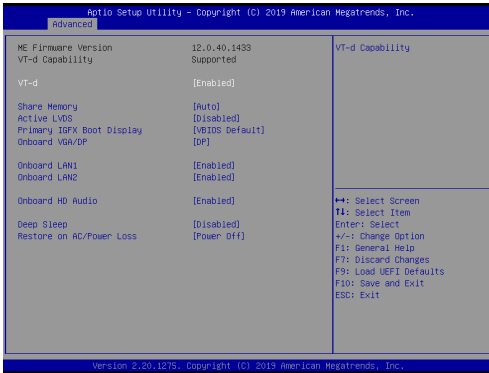 Aptio Setup Utility – Copyright (C) 2019 American Megatrends, Inc.
Advanced
ME Firmware Version 12.0.40.1433
VT-d Capability Supported
VT-d [Enabled]
Share Memory [Auto]
Active LVDS [Disabled]
Primary IGFX Boot Display [VBIOS Default]
Onboard VGA/DP [DP]
Onboard LAN1 [Enabled]
Onboard LAN2 [Enabled]
Onboard HD Audio [Enabled]
Deep Sleep [Disabled]
Restore on AC/Power Loss [Power Off]
VT-d Capability
↔: Select Screen
↑↓: Select Item
Enter: Select
+/-: Change Option
F1: General Help
F7: Discard Changes
F9: Load UEFI Defaults
F10: Save and Exit
ESC: Exit
Version 2.20.1275. Copyright (C) 2019 American Megatrends, Inc.